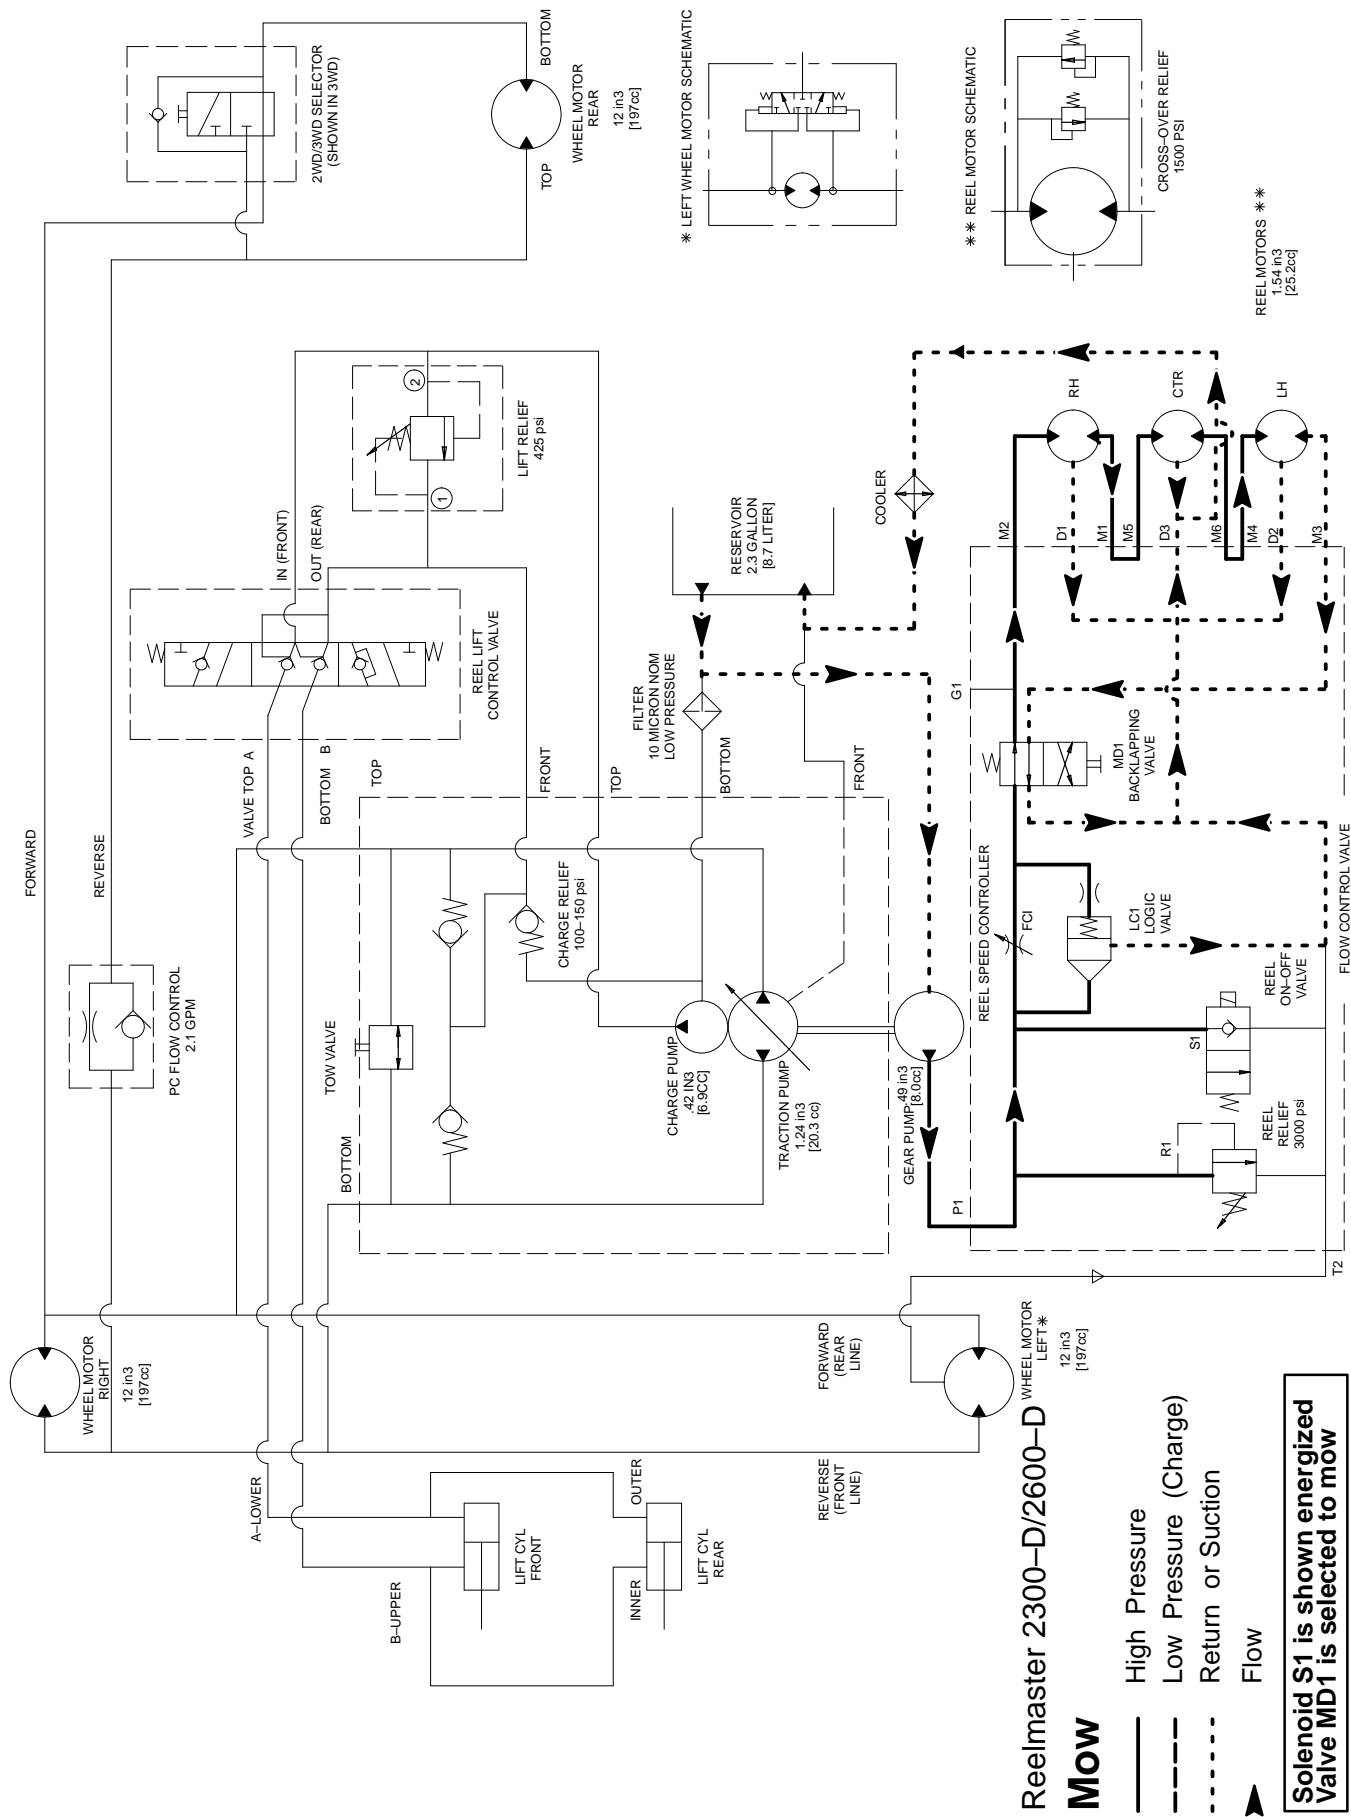 FORWARD
REVERSE
2WD/3WD SELECTOR
(SHOWN IN 3WD)
BOTTOM
WHEEL MOTOR
REAR
12 in3
[197cc]
TOP
PC FLOW CONTROL
2.1 GPM
WHEEL MOTOR
RIGHT
12 in3
[197cc]
VALVE TOP A
BOTTOM B
REEL LIFT
CONTROL VALVE
IN (FRONT)
OUT (REAR)
1
2
LIFT RELIEF
425 psi
TOP
FRONT
TOP
BOTTOM
FRONT
BOTTOM
TOW VALVE
CHARGE RELIEF
100–150 psi
CHARGE PUMP
.42 IN3
[6.9CC]
TRACTION PUMP
1.24 in3
[20.3 cc)
GEAR PUMP
.49 in3
[8.0cc]
FILTER
10 MICRON NOM
LOW PRESSURE
RESERVOIR
2.3 GALLON
[8.7 LITER]
COOLER
* LEFT WHEEL MOTOR SCHEMATIC
** REEL MOTOR SCHEMATIC
CROSS–OVER RELIEF
1500 PSI
REEL MOTORS **
1.54 in3
[25.2cc]
RH
CTR
LH
M2
D1
M1
M5
D3
M6
M4
D2
M3
G1
MD1
BACKLAPPING
VALVE
REEL SPEED CONTROLLER
FCI
LC1
LOGIC
VALVE
S1
REEL
ON–OFF
VALVE
R1
REEL
RELIEF
3000 psi
FLOW CONTROL VALVE
P1
T2
A–LOWER
B–UPPER
LIFT CYL
FRONT
OUTER
INNER
LIFT CYL
REAR
FORWARD
(REAR
LINE)
REVERSE
(FRONT
LINE)
WHEEL MOTOR
LEFT*
12 in3
[197cc]
Reelmaster 2300–D/2600–D
Mow
High Pressure
Low Pressure (Charge)
Return or Suction
Flow
Solenoid S1 is shown energized
Valve MD1 is selected to mow